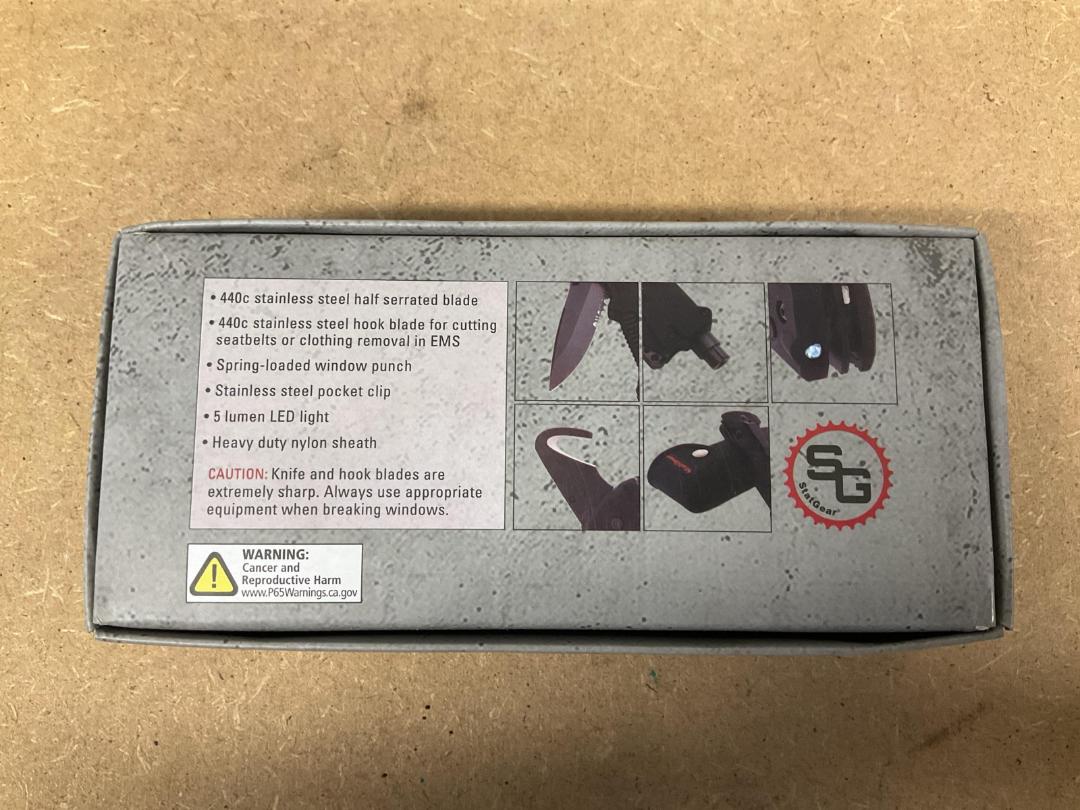 • 440c stainless steel half serrated blade
• 440c stainless steel hook blade for cutting
seatbelts or clothing removal in EMS
• Spring-loaded window punch
• Stainless steel pocket clip
• 5 lumen LED light
• Heavy duty nylon sheath
CAUTION: Knife and hook blades are
extremely sharp. Always use appropriate
equipment when breaking windows.
SG
StatGear®
WARNING:
Cancer and
Reproductive Harm
www.P65Warnings.ca.gov